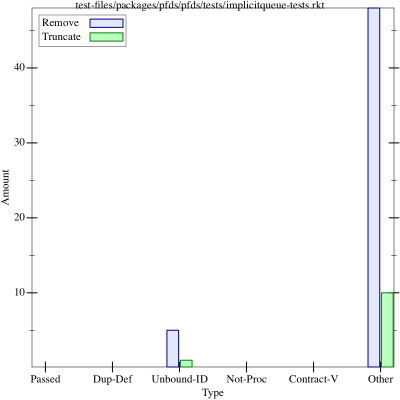 test-files/packages/pfds/pfds/tests/implicitqueue-tests.rkt
Remove
Truncate
40
30
20
10
Amount
Passed Dup-Def Unbound-ID Not-Proc Contract-V Other
Type